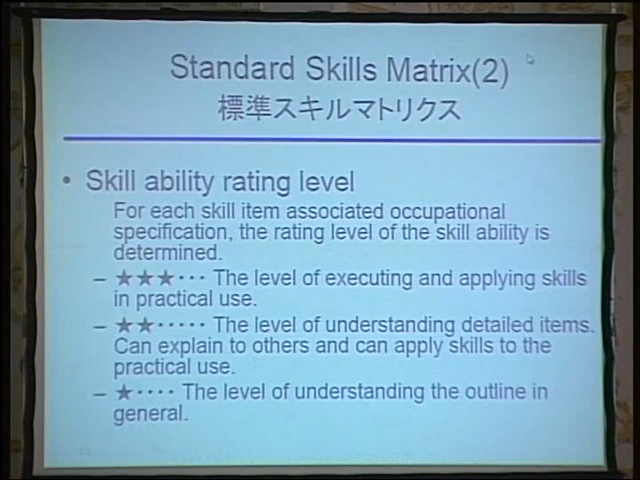 Standard Skills Matrix(2)
標準スキルマトリクス
• Skill ability rating level
For each skill item associated occupational
specification, the rating level of the skill ability is
determined.
– ★★★··· The level of executing and applying skills
in practical use.
– ★★····· The level of understanding detailed items.
Can explain to others and can apply skills to the
practical use.
– ★···· The level of understanding the outline in
general.